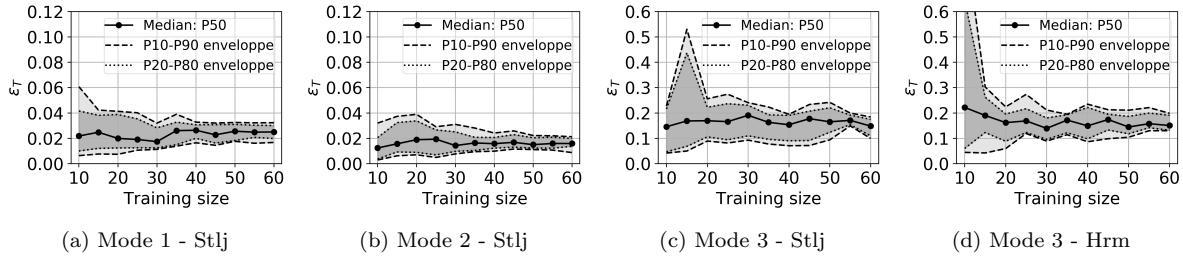 0.12
0.10
0.08
0.06
0.04
0.02
0.00
ε_T
10 20 30 40 50 60
Training size
Median: P50
P10-P90 enveloppe
P20-P80 enveloppe
(a) Mode 1 - Stlj
0.12
0.10
0.08
0.06
0.04
0.02
0.00
ε_T
10 20 30 40 50 60
Training size
Median: P50
P10-P90 enveloppe
P20-P80 enveloppe
(b) Mode 2 - Stlj
0.6
0.5
0.4
0.3
0.2
0.1
0.0
ε_T
10 20 30 40 50 60
Training size
Median: P50
P10-P90 enveloppe
P20-P80 enveloppe
(c) Mode 3 - Stlj
0.6
0.5
0.4
0.3
0.2
0.1
0.0
ε_T
10 20 30 40 50 60
Training size
Median: P50
P10-P90 enveloppe
P20-P80 enveloppe
(d) Mode 3 - Hrm